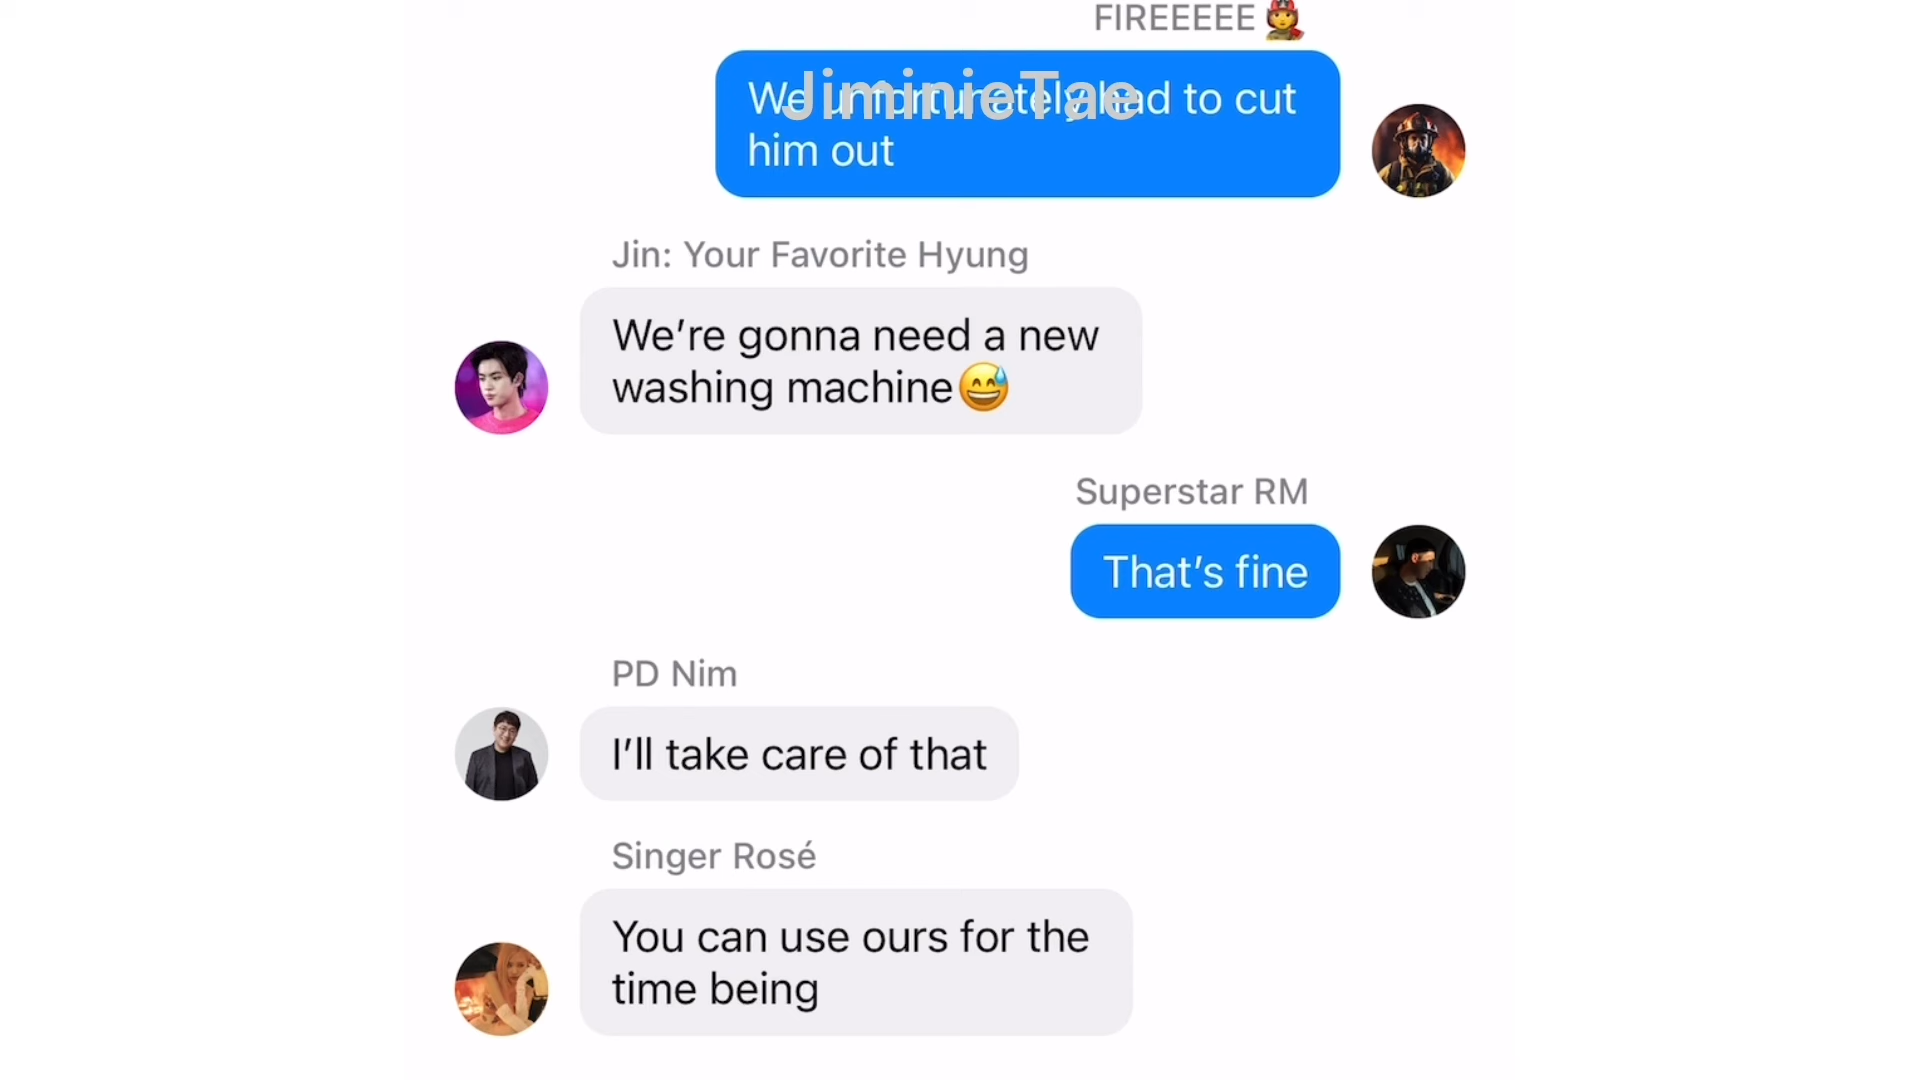 FIREEEEE
JiminieTae
We unfortunately had to cut
him out
Jin: Your Favorite Hyung
We’re gonna need a new
washing machine😅
Superstar RM
That’s fine
PD Nim
I’ll take care of that
Singer Rosé
You can use ours for the
time being